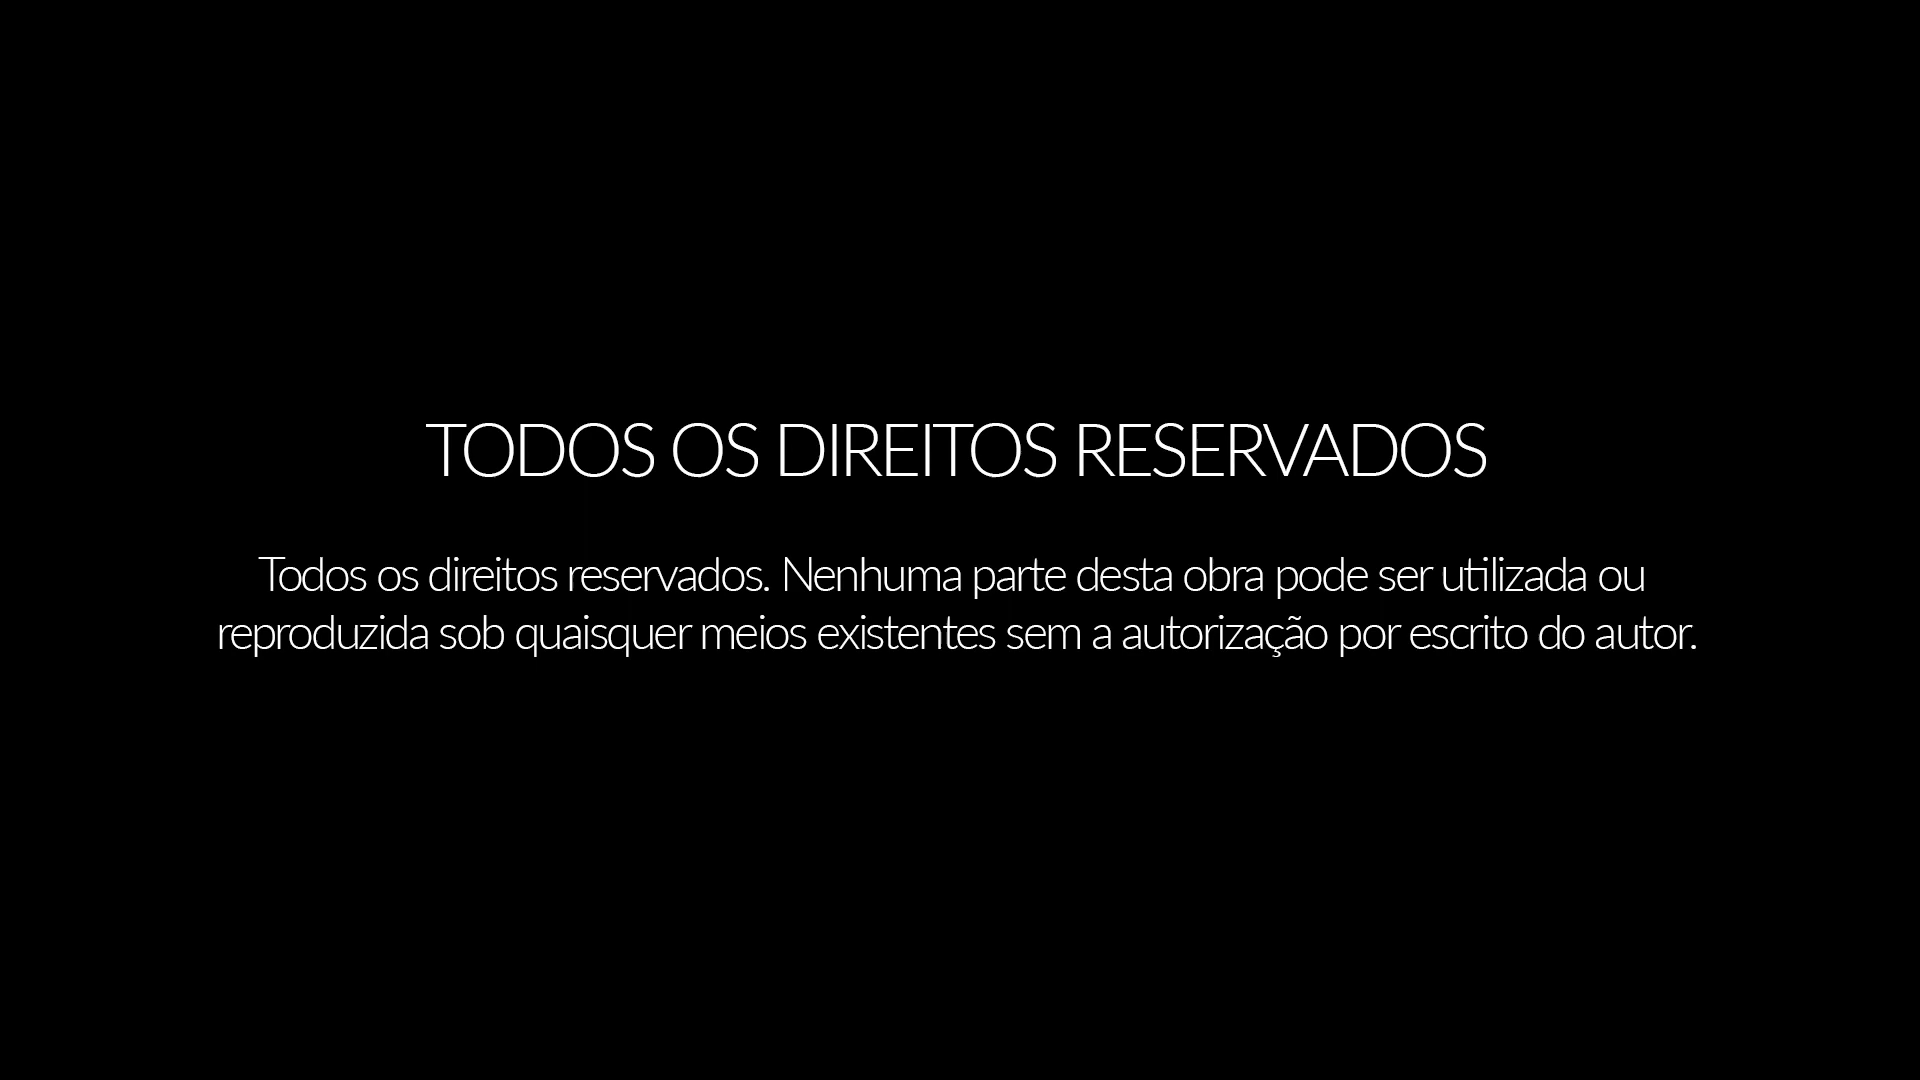 TODOS OS DIREITOS RESERVADOS
Todos os direitos reservados. Nenhuma parte desta obra pode ser utilizada ou
reproduzida sob quaisquer meios existentes sem a autorização por escrito do autor.